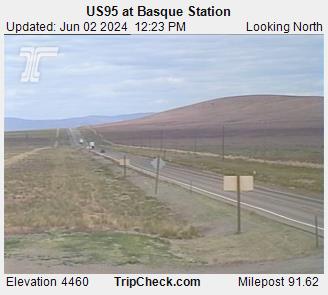 US95 at Basque Station
Updated: Jun 02 2024 12:23 PM Looking North
Elevation 4460 TripCheck.com Milepost 91.62